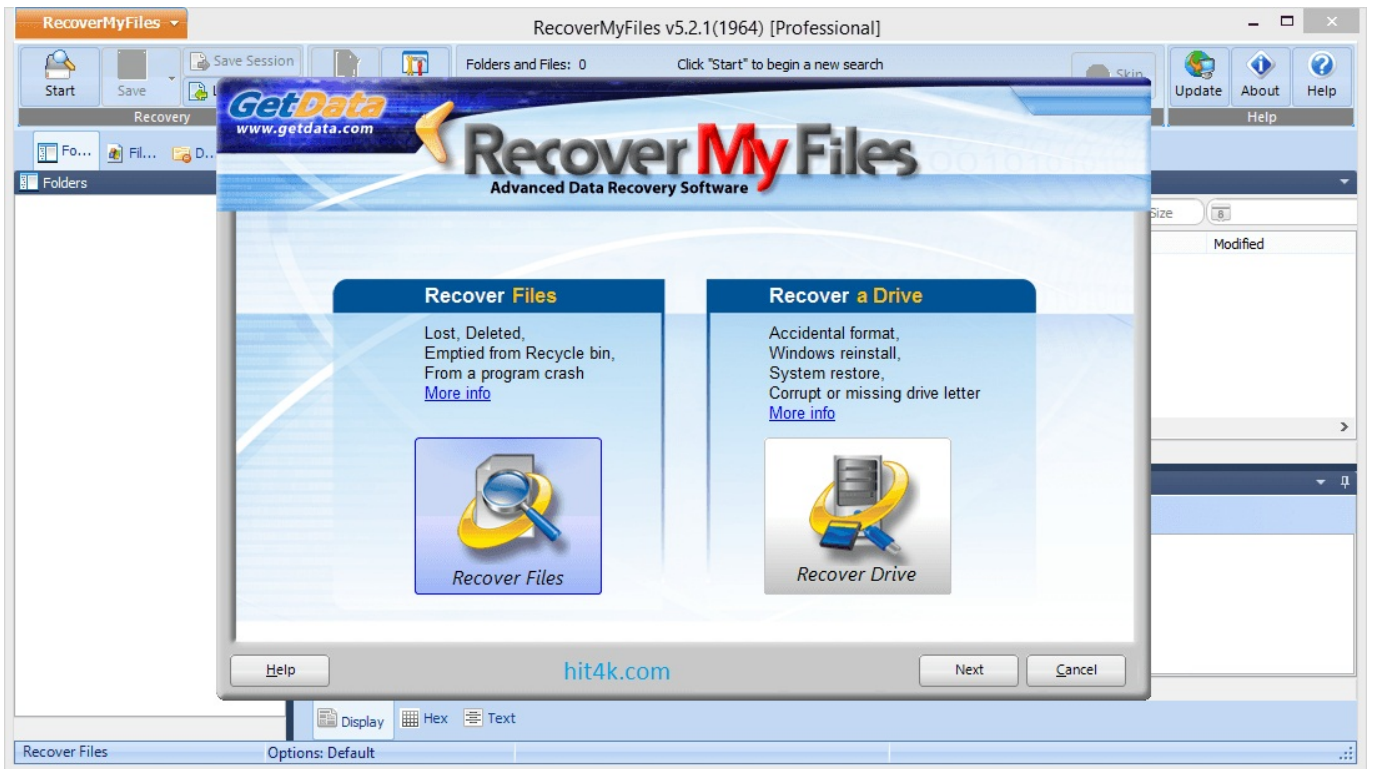 RecoverMyFiles
RecoverMyFiles v5.2.1(1964) [Professional]
Start
Save
Save Session
Folders and Files: 0
Click "Start" to begin a new search
Skip
Update
About
Help
Recovery
Help
Fo...
Fil...
D...
Folders
GetData
www.getdata.com
Recover My Files
Advanced Data Recovery Software
Size
Modified
Recover Files
Lost, Deleted,
Emptied from Recycle bin,
From a program crash
More info
Recover Files
Recover a Drive
Accidental format,
Windows reinstall,
System restore,
Corrupt or missing drive letter
More info
Recover Drive
Help
hit4k.com
Next
Cancel
Display
Hex
Text
Recover Files
Options: Default